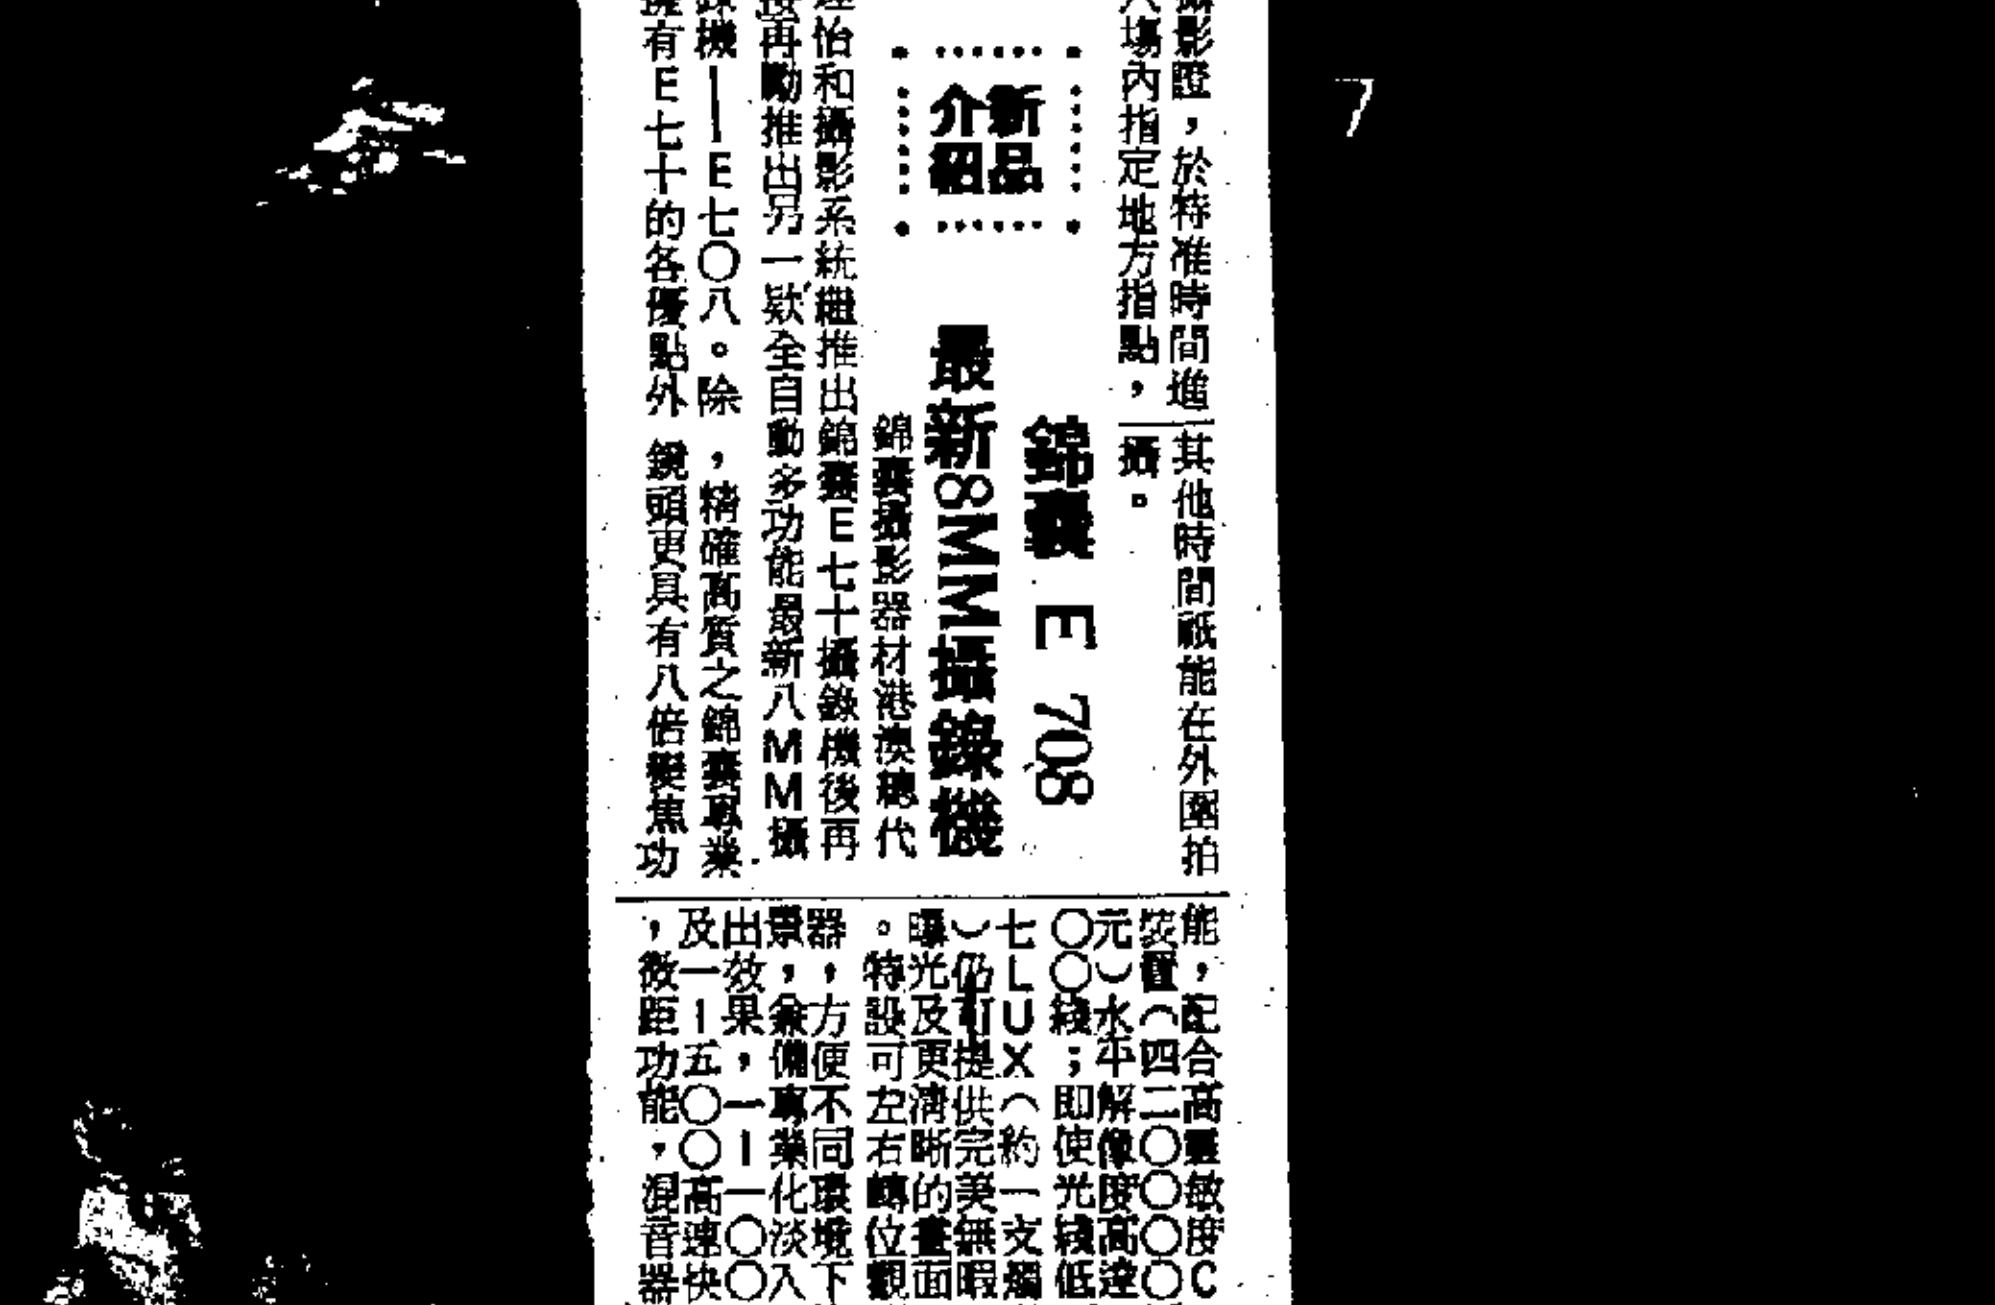 攝影證，於特准時間進
入場內指定地方指點，
其他時間祗能在外圍拍
攝。
新品
介紹
錦囊 E 708
最新8MM攝錄機
錦囊攝影器材港澳總代
理怡和攝影系統繼推出錦囊E七十攝錄機後再
接再勵推出另一欵全自動多功能最新八MM攝
錄機——E七〇八。除
擁有E七十的各優點外
，精確高質之錦囊專業
鏡頭更具有八倍變焦功
能，配合高靈敏度C
裝置（四二〇〇〇〇
元）水平解像度高達
〇〇綫；即使光綫低
七LUX（約一支燭
）仍可提供完美無暇
曝光及更清晰的畫面
。特設可左右轉位觀
器，方便不同環境下
景，兼備專業化淡入
出效果，一—一〇〇
及一—五〇〇高速快
，微距功能，混音器
7